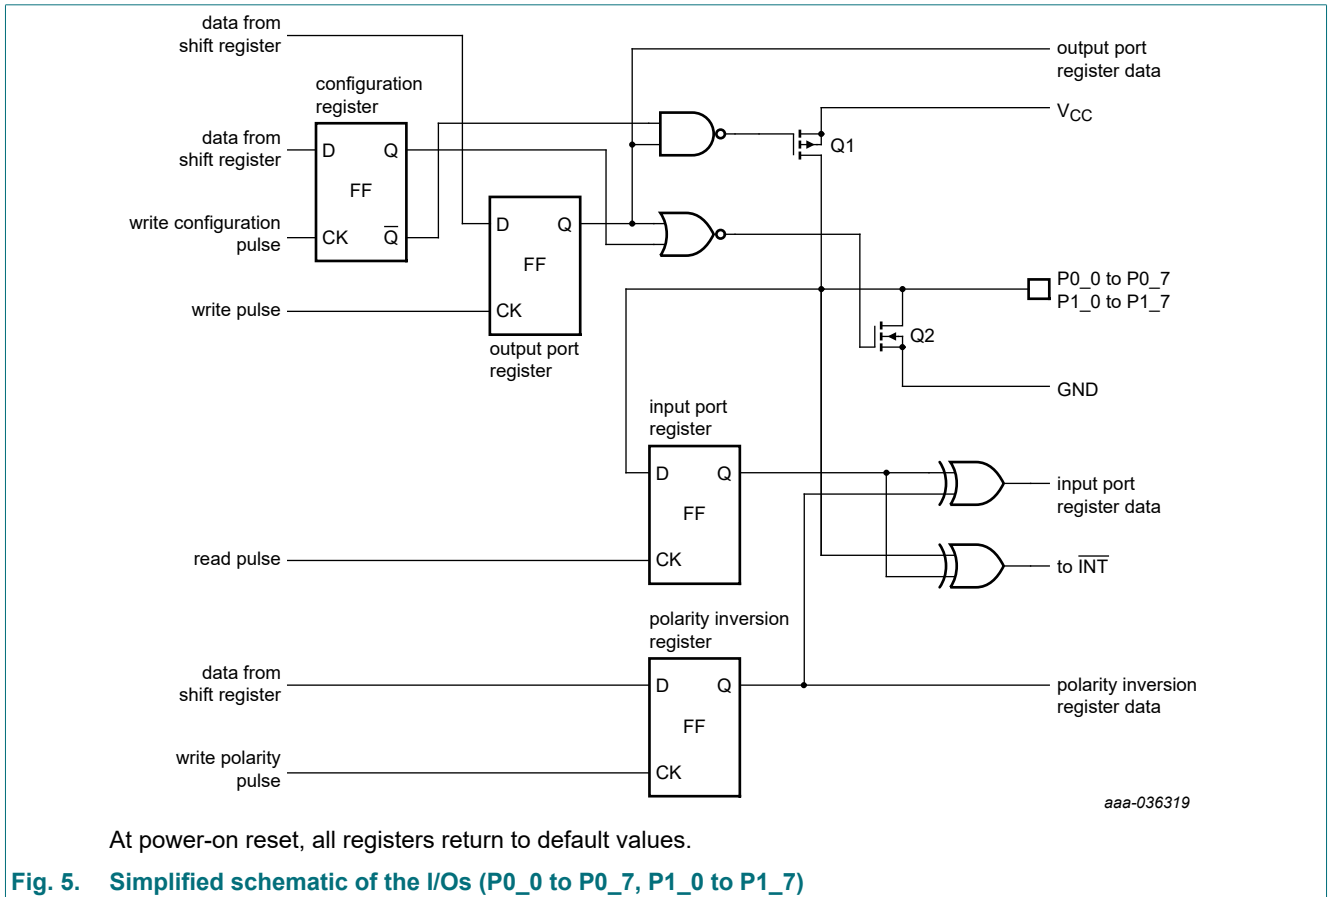 data from
shift register
output port
register data
configuration
register
VCC
data from
shift register
D
Q
Q1
FF
write configuration
pulse
CK
Q̅
D
Q
FF
P0_0 to P0_7
P1_0 to P1_7
write pulse
CK
Q2
output port
register
GND
input port
register
D
Q
input port
register data
FF
read pulse
CK
to I̅N̅T̅
polarity inversion
register
data from
shift register
D
Q
polarity inversion
register data
FF
write polarity
pulse
CK
aaa-036319
At power-on reset, all registers return to default values.
Fig. 5. Simplified schematic of the I/Os (P0_0 to P0_7, P1_0 to P1_7)